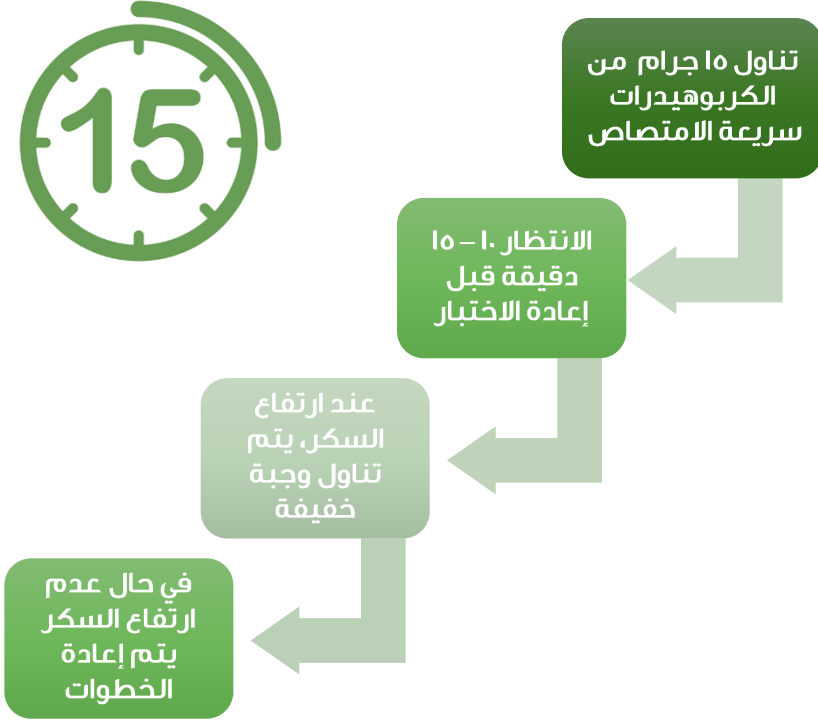 15
تناول ١٥ جرام من
الكربوهيدرات
سريعة الامتصاص
الانتظار ١٠ – ١٥
دقيقة قبل
إعادة الاختبار
عند ارتفاع
السكر، يتم
تناول وجبة
خفيفة
في حال عدم
ارتفاع السكر
يتم إعادة
الخطوات